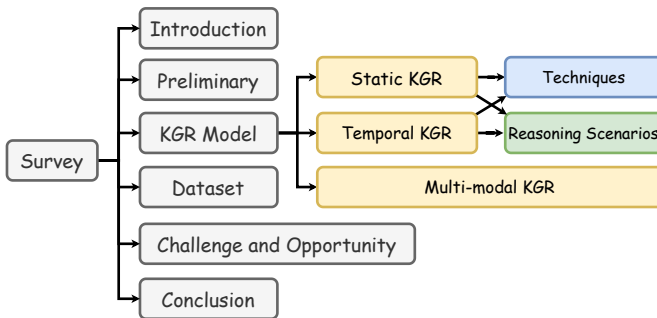 Introduction
Preliminary
Static KGR
Techniques
KGR Model
Temporal KGR
Reasoning Scenarios
Survey
Dataset
Multi-modal KGR
Challenge and Opportunity
Conclusion